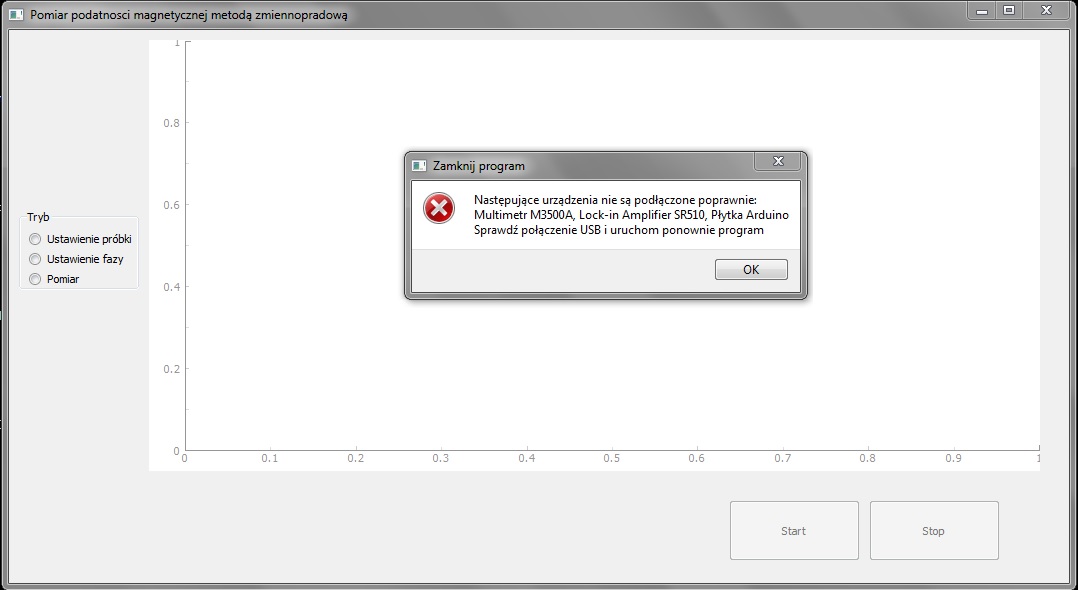 Pomiar podatnosci magnetycznej metodą zmiennopradową
1
0.8
0.6
0.4
0.2
0
0
0.1
0.2
0.3
0.4
0.5
0.6
0.7
0.8
0.9
1
Tryb
Ustawienie próbki
Ustawienie fazy
Pomiar
Zamknij program
Następujące urządzenia nie są podłączone poprawnie:
Multimetr M3500A, Lock-in Amplifier SR510, Płytka Arduino
Sprawdź połączenie USB i uruchom ponownie program
OK
Start
Stop